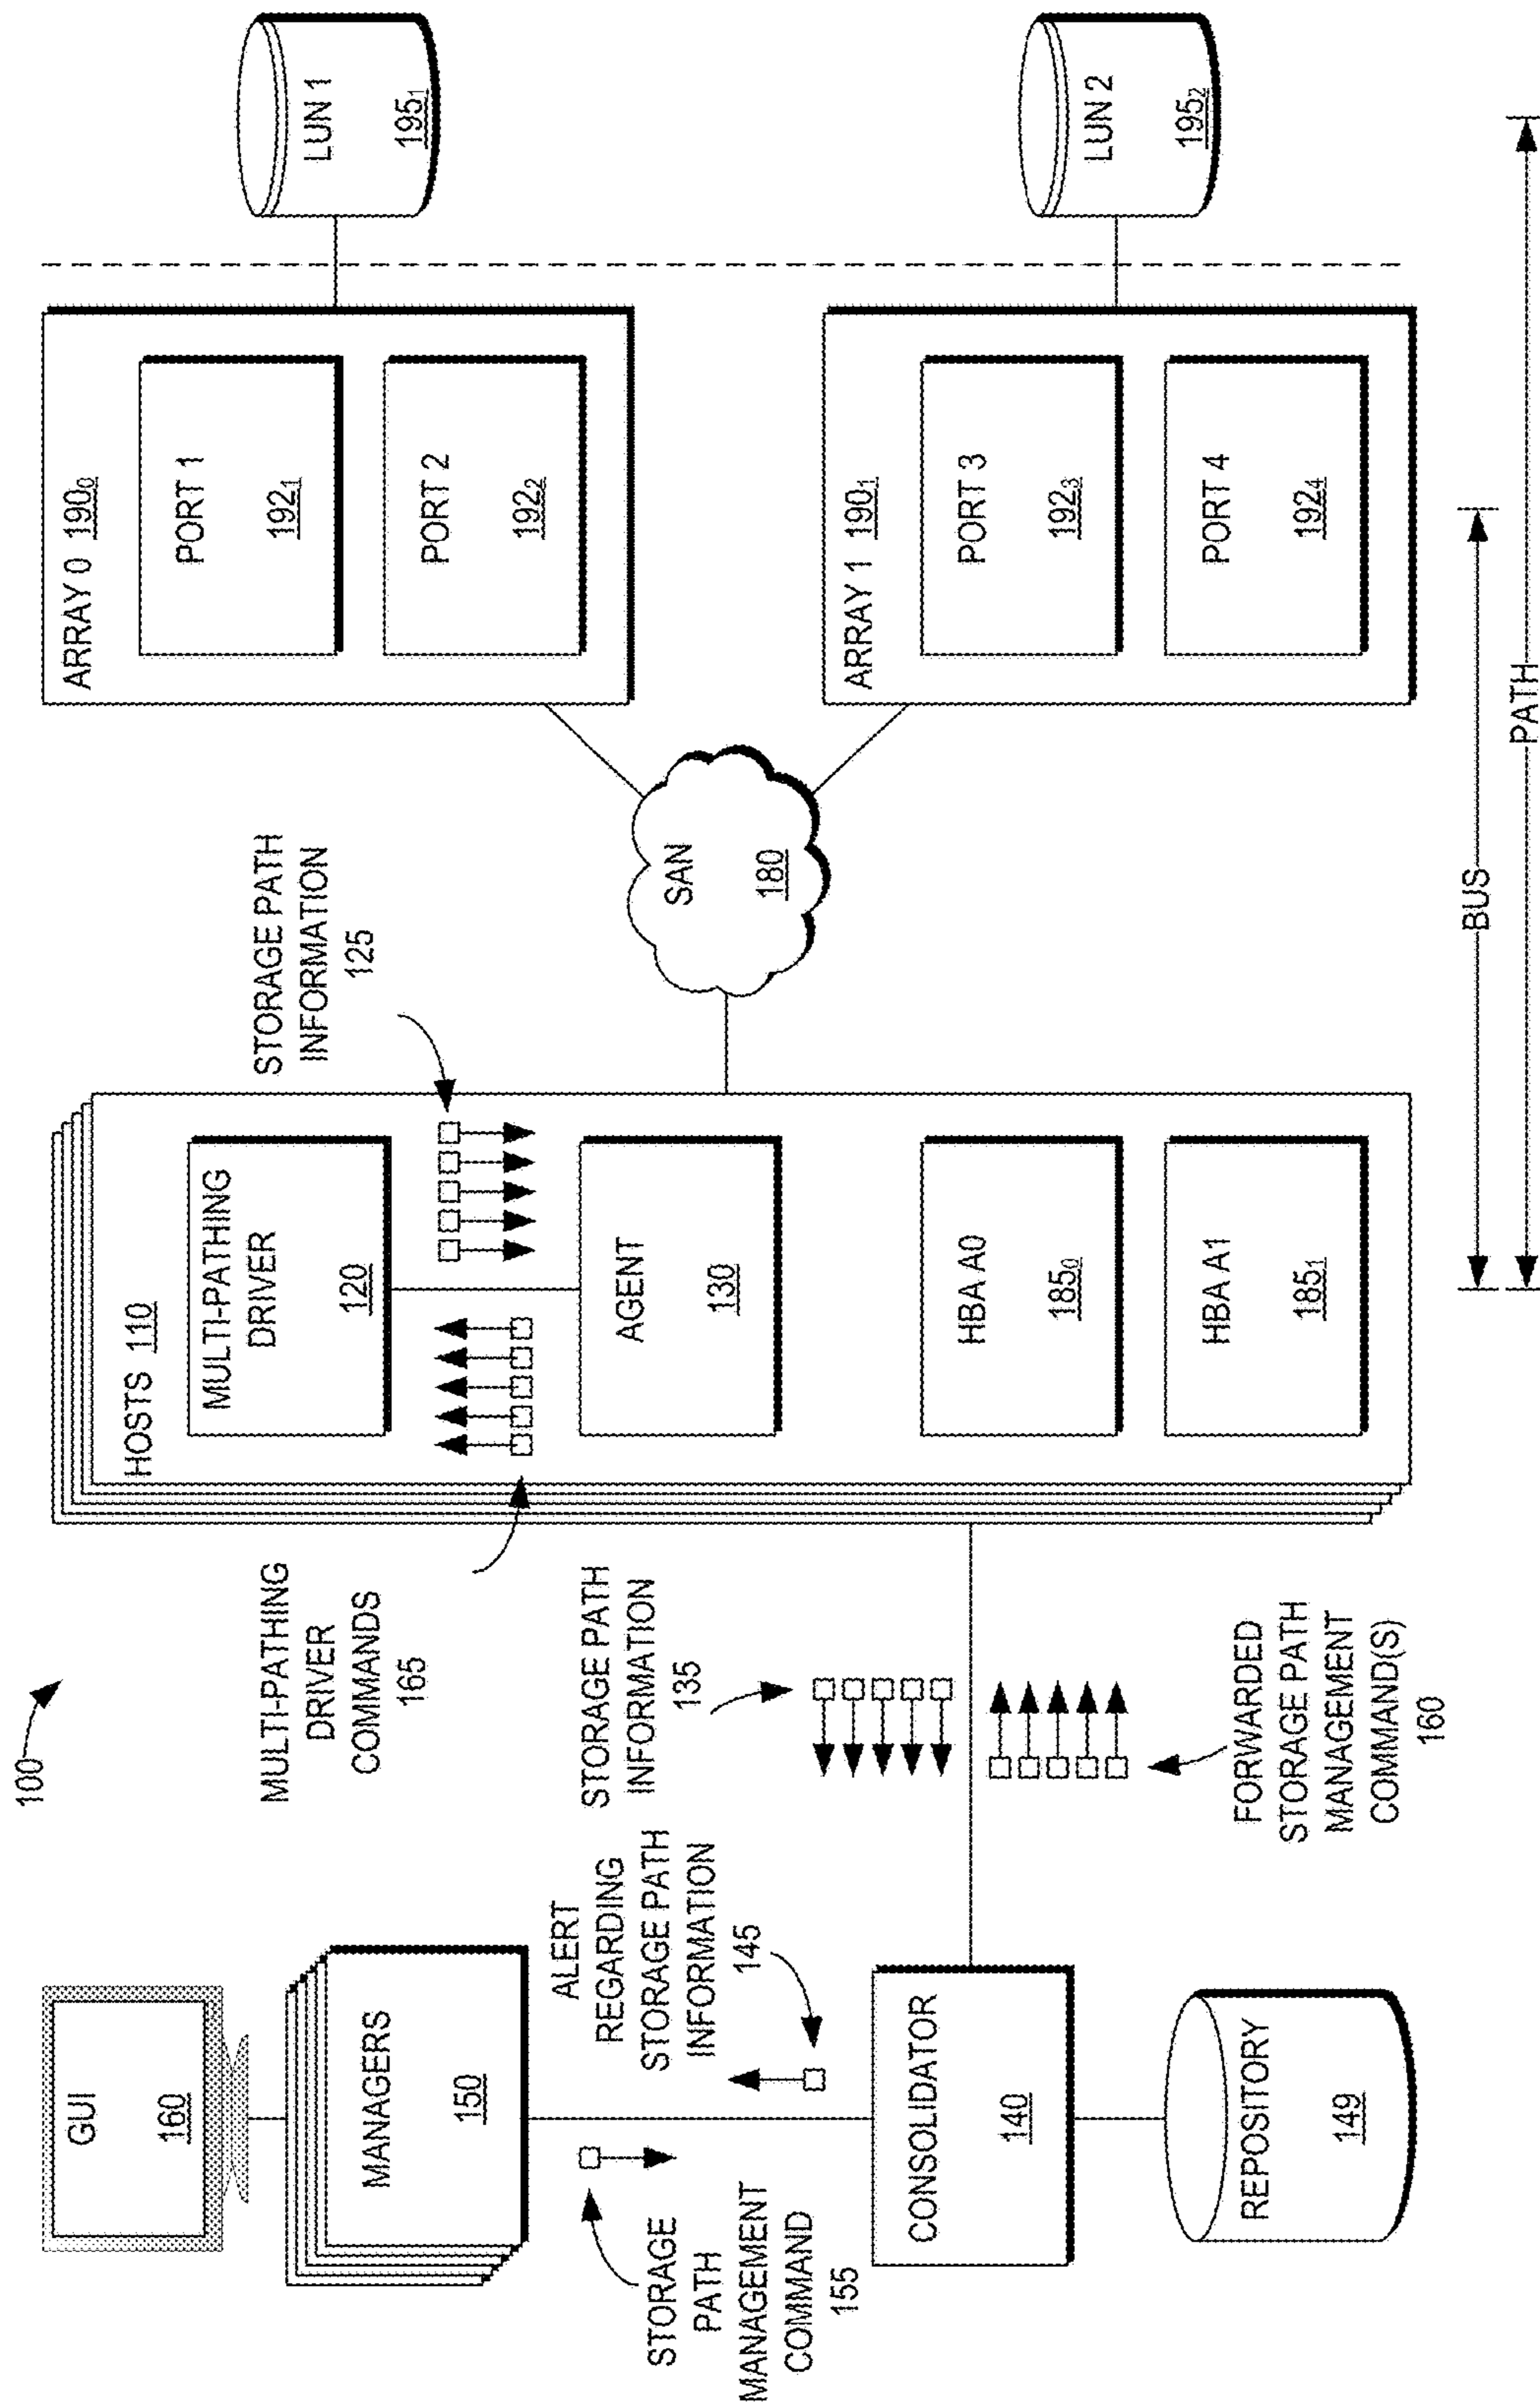 100
GUI
160
MANAGERS
150
ALERT
REGARDING
STORAGE PATH
INFORMATION
145
STORAGE
PATH
MANAGEMENT
COMMAND
155
CONSOLIDATOR
140
REPOSITORY
149
MULTI-PATHING
DRIVER
COMMANDS
165
STORAGE PATH
INFORMATION
135
FORWARDED
STORAGE PATH
MANAGEMENT
COMMAND(S)
160
HOSTS 110
MULTI-PATHING
DRIVER
120
STORAGE PATH
INFORMATION
125
AGENT
130
HBA A0
185₀
HBA A1
185₁
SAN
180
ARRAY 0 190₀
PORT 1
192₁
PORT 2
192₂
ARRAY 1 190₁
PORT 3
192₃
PORT 4
192₄
LUN 1
195₁
LUN 2
195₂
BUS
PATH